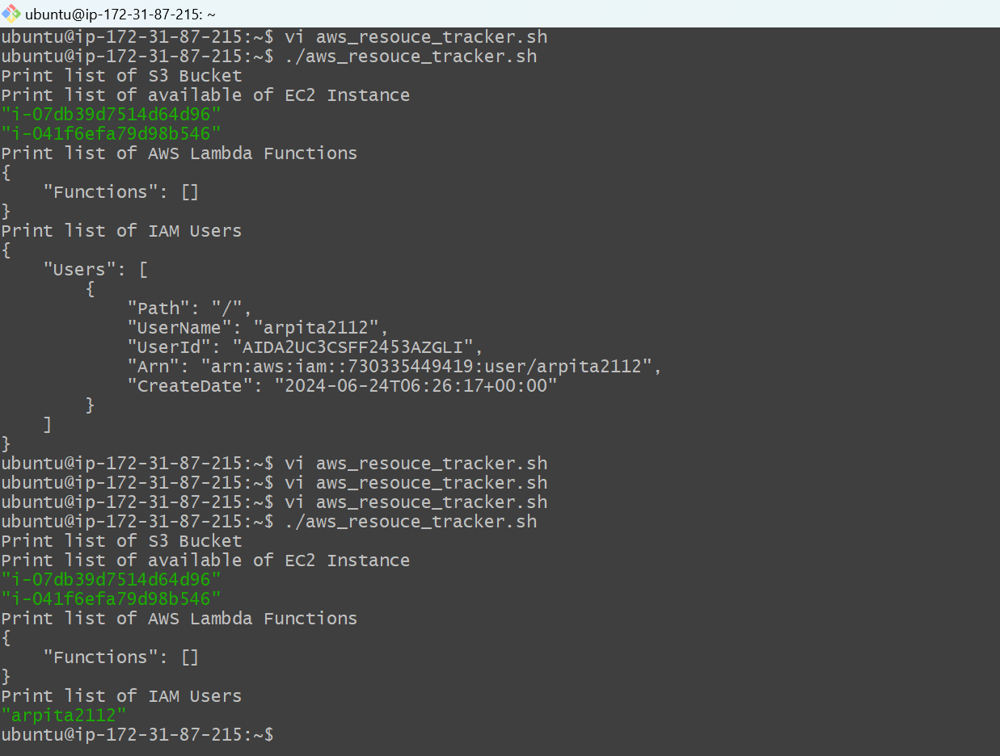 ubuntu@ip-172-31-87-215: ~
ubuntu@ip-172-31-87-215:~$ vi aws_resouce_tracker.sh
ubuntu@ip-172-31-87-215:~$ ./aws_resouce_tracker.sh
Print list of S3 Bucket
Print list of available of EC2 Instance
"i-07db39d7514d64d96"
"i-041f6efa79d98b546"
Print list of AWS Lambda Functions
{
    "Functions": []
}
Print list of IAM Users
{
    "Users": [
        {
            "Path": "/",
            "UserName": "arpita2112",
            "UserId": "AIDA2UC3CSFF2453AZGLI",
            "Arn": "arn:aws:iam::730335449419:user/arpita2112",
            "CreateDate": "2024-06-24T06:26:17+00:00"
        }
    ]
}
ubuntu@ip-172-31-87-215:~$ vi aws_resouce_tracker.sh
ubuntu@ip-172-31-87-215:~$ vi aws_resouce_tracker.sh
ubuntu@ip-172-31-87-215:~$ vi aws_resouce_tracker.sh
ubuntu@ip-172-31-87-215:~$ ./aws_resouce_tracker.sh
Print list of S3 Bucket
Print list of available of EC2 Instance
"i-07db39d7514d64d96"
"i-041f6efa79d98b546"
Print list of AWS Lambda Functions
{
    "Functions": []
}
Print list of IAM Users
"arpita2112"
ubuntu@ip-172-31-87-215:~$